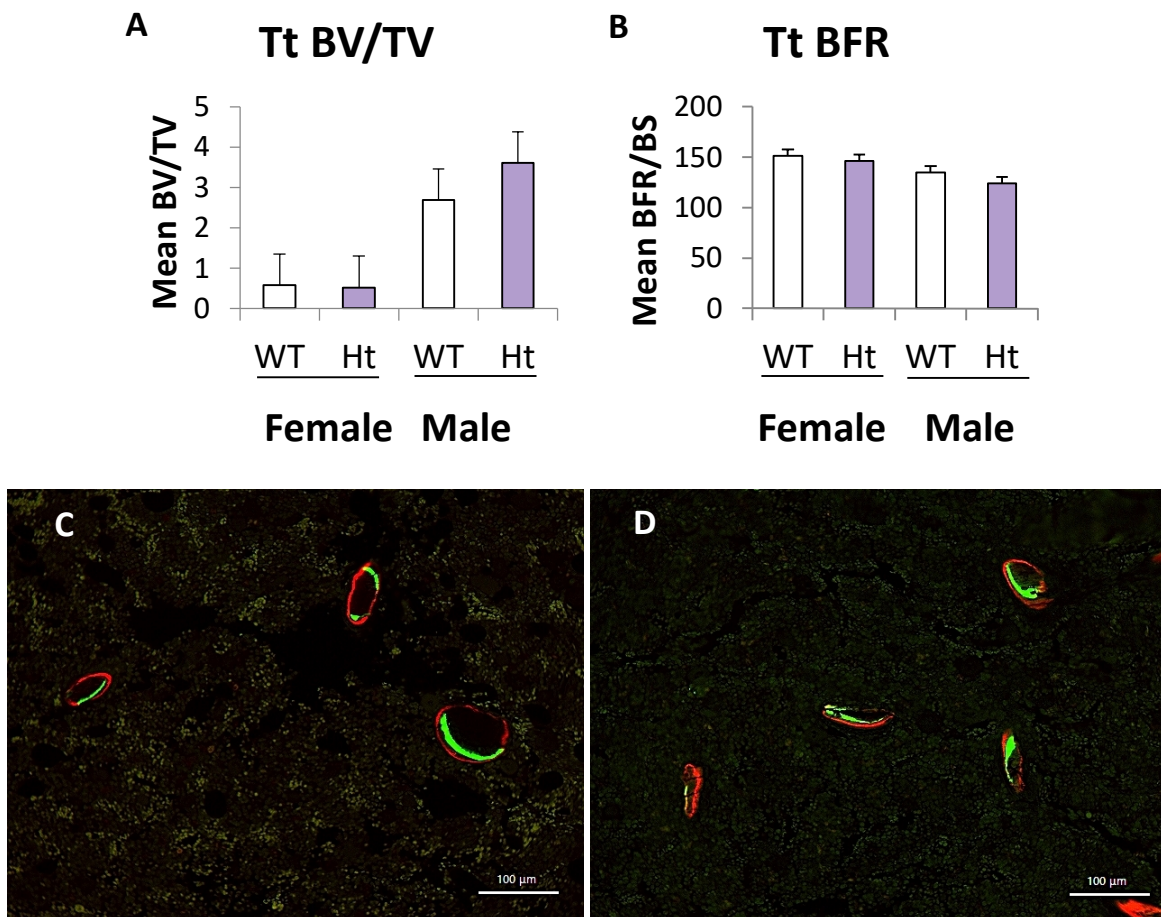 A
Tt BV/TV
Mean BV/TV
5
4
3
2
1
0
WT Ht WT Ht
Female Male
B
Tt BFR
Mean BFR/BS
200
150
100
50
0
WT Ht WT Ht
Female Male
C
100 µm
D
100 µm